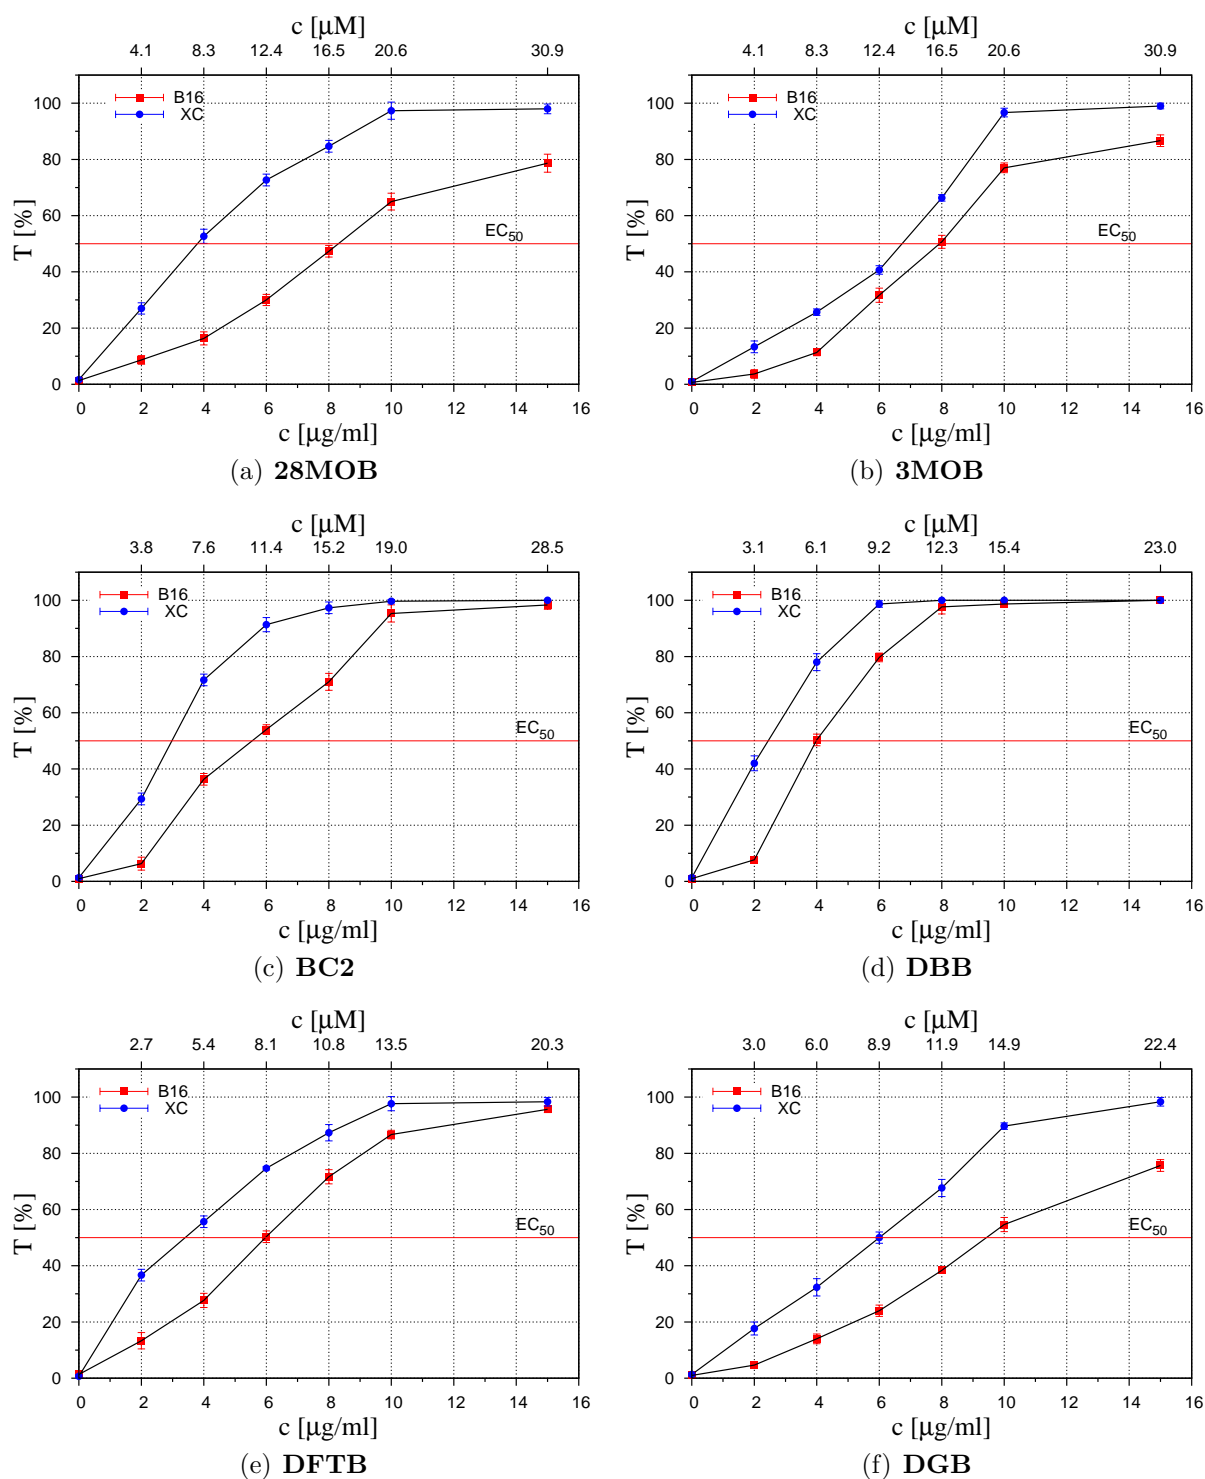 c [μM] c [μM]
4.1 8.3 12.4 16.5 20.6 30.9 4.1 8.3 12.4 16.5 20.6 30.9
100 B16 100 B16
XC XC
80 80
60 60
T [%] EC50 T [%] EC50
40 40
20 20
0 0
0 2 4 6 8 10 12 14 16 0 2 4 6 8 10 12 14 16
c [μg/ml] c [μg/ml]
(a) 28MOB (b) 3MOB
c [μM] c [μM]
3.8 7.6 11.4 15.2 19.0 28.5 3.1 6.1 9.2 12.3 15.4 23.0
100 B16 100 B16
XC XC
80 80
60 60
T [%] EC50 T [%] EC50
40 40
20 20
0 0
0 2 4 6 8 10 12 14 16 0 2 4 6 8 10 12 14 16
c [μg/ml] c [μg/ml]
(c) BC2 (d) DBB
c [μM] c [μM]
2.7 5.4 8.1 10.8 13.5 20.3 3.0 6.0 8.9 11.9 14.9 22.4
100 B16 100 B16
XC XC
80 80
60 60
T [%] EC50 T [%] EC50
40 40
20 20
0 0
0 2 4 6 8 10 12 14 16 0 2 4 6 8 10 12 14 16
c [μg/ml] c [μg/ml]
(e) DFTB (f) DGB